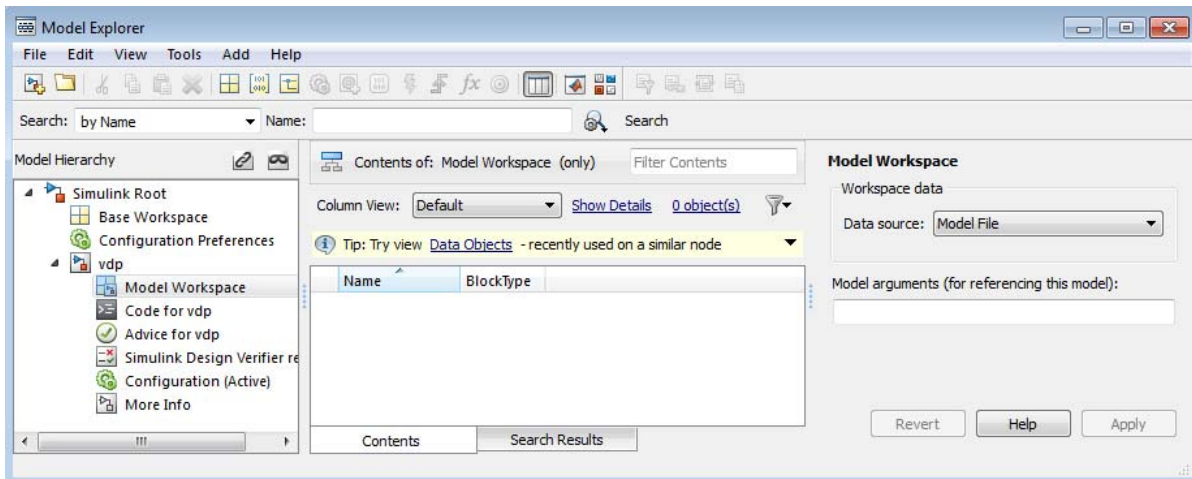 Model Explorer
File Edit View Tools Add Help
Search: by Name Name: Search
Model Hierarchy
Simulink Root
Base Workspace
Configuration Preferences
vdp
Model Workspace
Code for vdp
Advice for vdp
Simulink Design Verifier re
Configuration (Active)
More Info
Contents of: Model Workspace (only) Filter Contents
Column View: Default Show Details 0 object(s)
Tip: Try view Data Objects - recently used on a similar node
Name BlockType
Contents Search Results
Model Workspace
Workspace data
Data source: Model File
Model arguments (for referencing this model):
Revert Help Apply